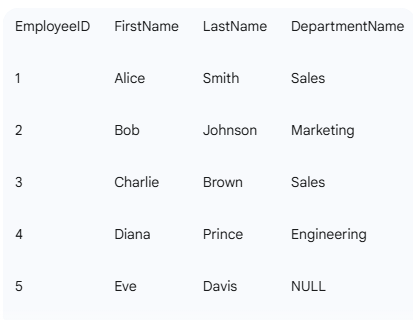 EmployeeID FirstName LastName DepartmentName
1 Alice Smith Sales
2 Bob Johnson Marketing
3 Charlie Brown Sales
4 Diana Prince Engineering
5 Eve Davis NULL